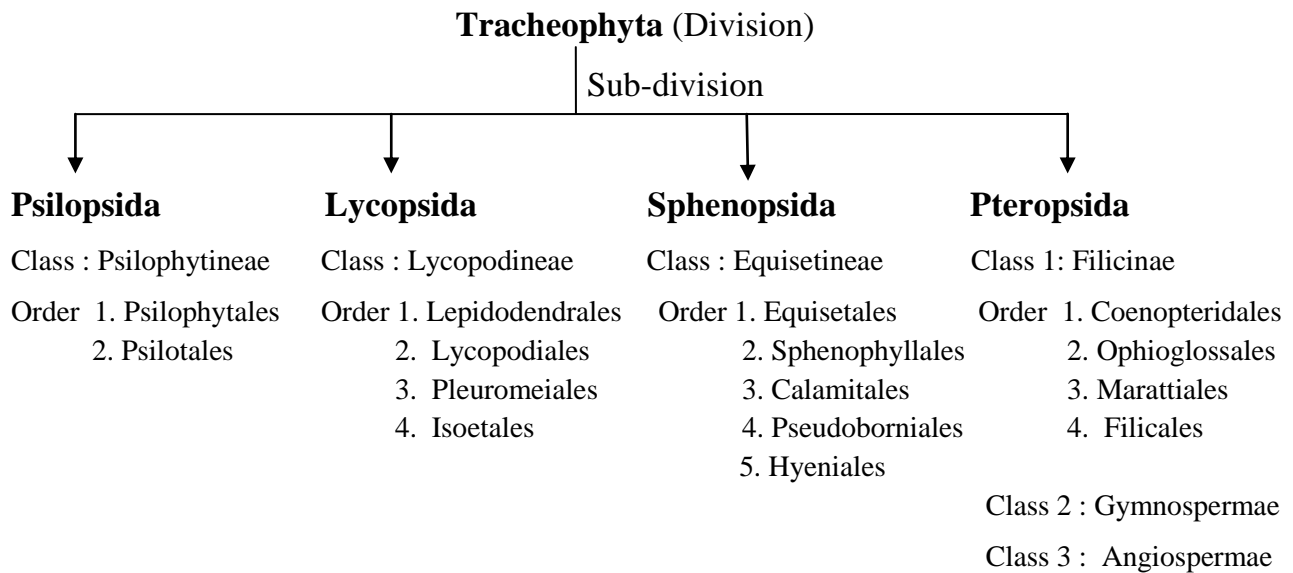 Tracheophyta (Division)
Sub-division
Psilopsida
Class : Psilophytineae
Order 1. Psilophytales
2. Psilotales
Lycopsida
Class : Lycopodineae
Order 1. Lepidodendrales
2. Lycopodiales
3. Pleuromeiales
4. Isoetales
Sphenopsida
Class : Equisetineae
Order 1. Equisetales
2. Sphenophyllales
3. Calamitales
4. Pseudoborniales
5. Hyeniales
Pteropsida
Class 1: Filicinae
Order 1. Coenopteridales
2. Ophioglossales
3. Marattiales
4. Filicales
Class 2 : Gymnospermae
Class 3 : Angiospermae